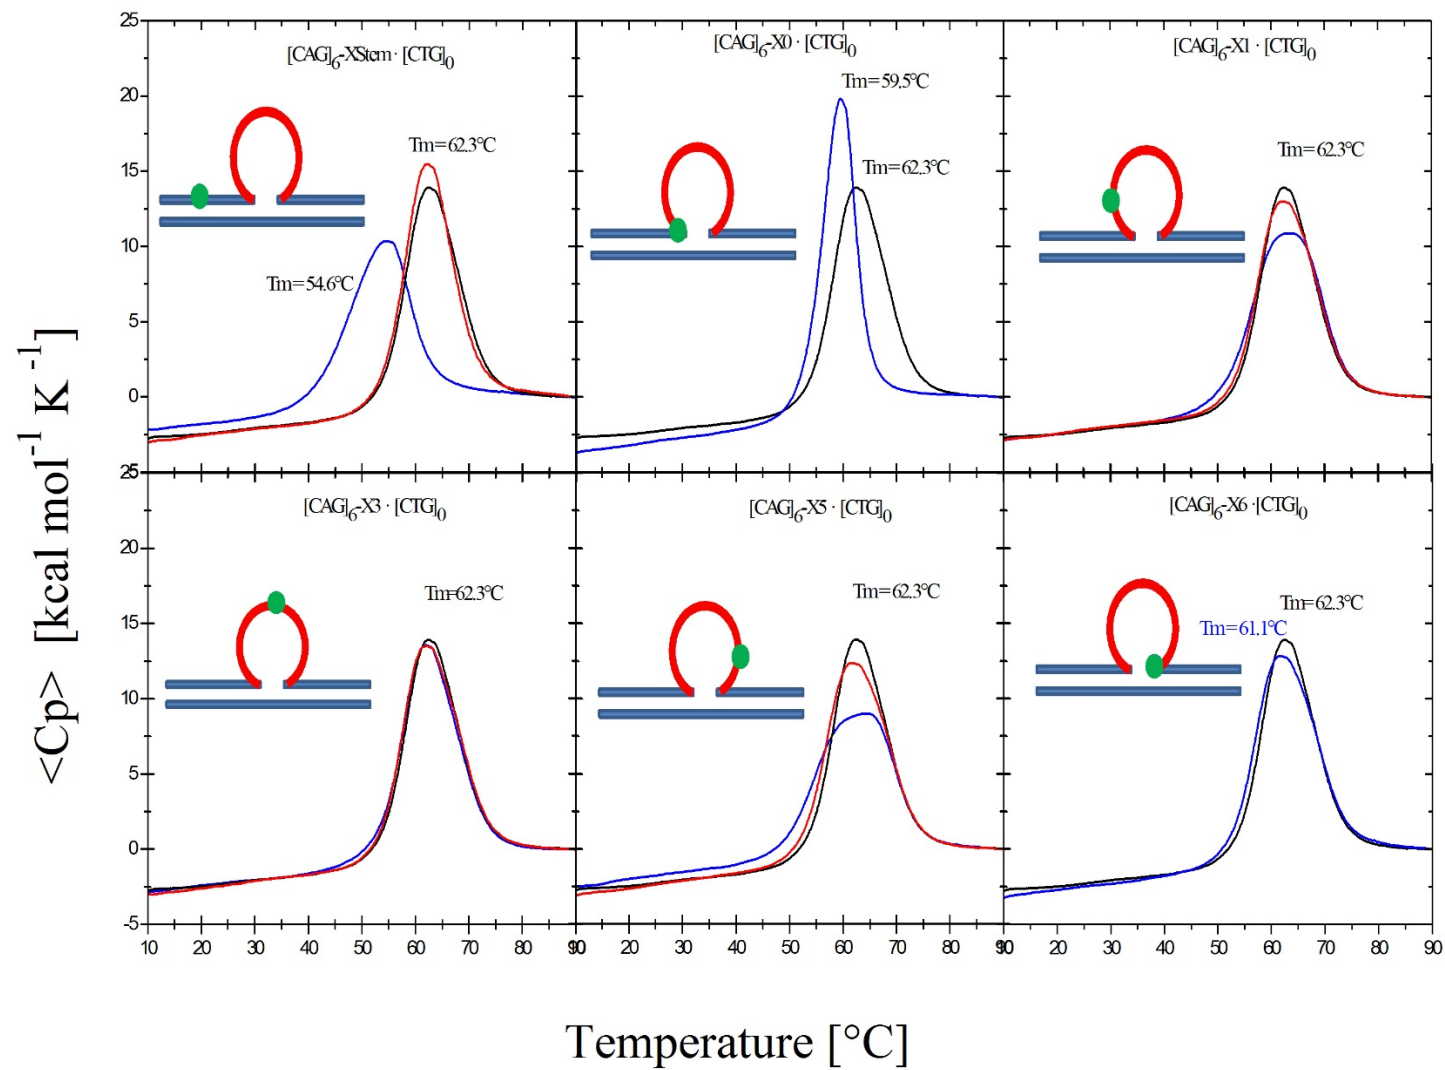 <Cp> [kcal mol-1 K-1]
25
20
15
10
5
0
[CAG]6-XStem · [CTG]0
Tm=62.3°C
Tm=54.6°C
[CAG]6-X0 · [CTG]0
Tm=59.5°C
Tm=62.3°C
[CAG]6-X1 · [CTG]0
Tm=62.3°C
25
20
15
10
5
0
-5
[CAG]6-X3 · [CTG]0
Tm=62.3°C
[CAG]6-X5 · [CTG]0
Tm=62.3°C
[CAG]6-X6 ·[CTG]0
Tm=62.3°C
Tm=61.1°C
10 20 30 40 50 60 70 80 90
10 20 30 40 50 60 70 80 90
10 20 30 40 50 60 70 80 90
Temperature [°C]